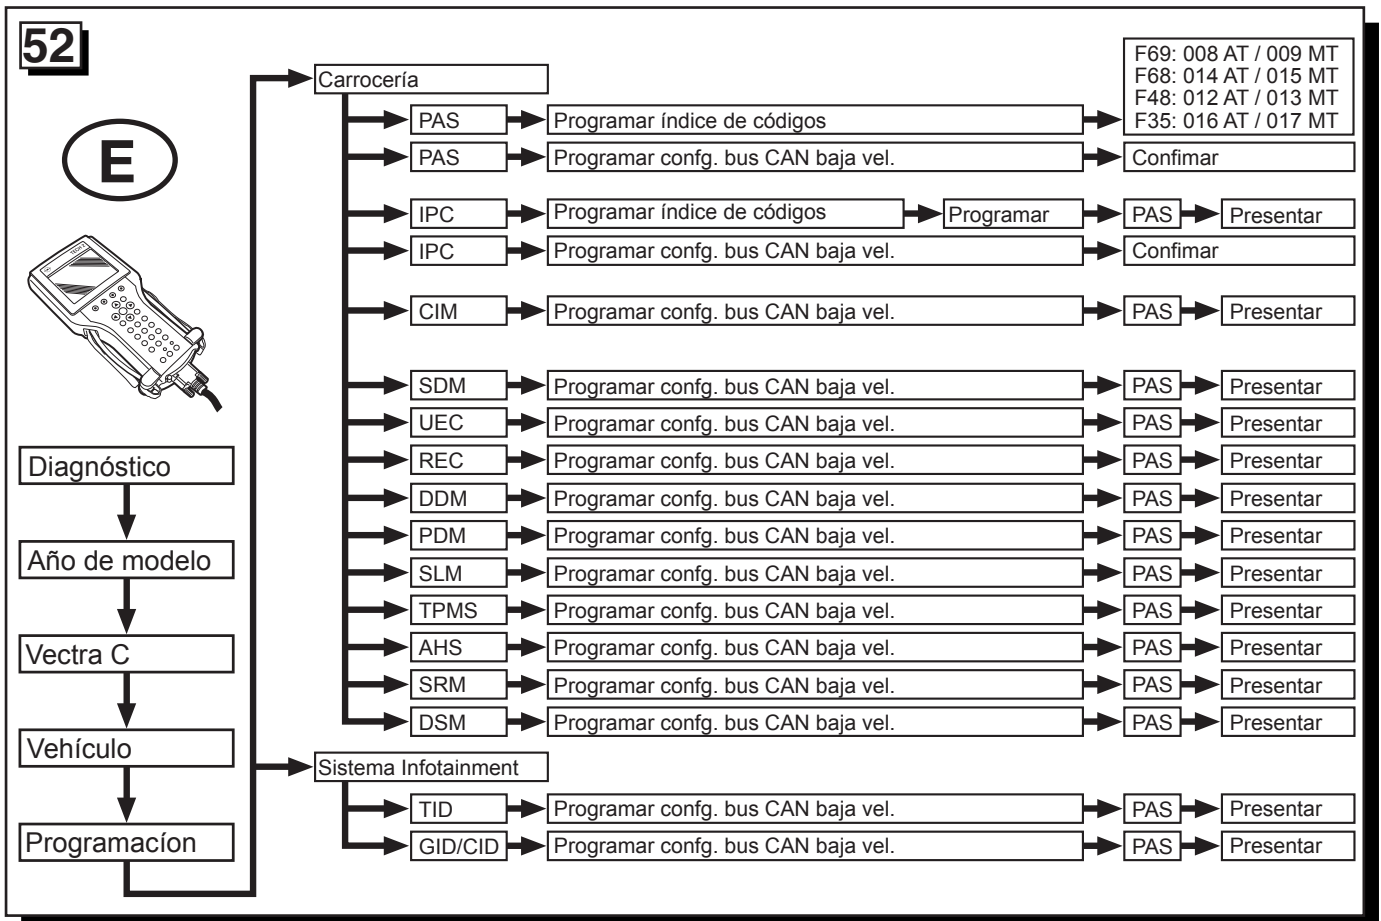 52
E
Diagnóstico
Año de modelo
Vectra C
Vehículo
Programacíon
Carrocería
PAS Programar índice de códigos
F69: 008 AT / 009 MT
F68: 014 AT / 015 MT
F48: 012 AT / 013 MT
F35: 016 AT / 017 MT
PAS Programar confg. bus CAN baja vel. Confimar
IPC Programar índice de códigos Programar PAS Presentar
IPC Programar confg. bus CAN baja vel. Confimar
CIM Programar confg. bus CAN baja vel. PAS Presentar
SDM Programar confg. bus CAN baja vel. PAS Presentar
UEC Programar confg. bus CAN baja vel. PAS Presentar
REC Programar confg. bus CAN baja vel. PAS Presentar
DDM Programar confg. bus CAN baja vel. PAS Presentar
PDM Programar confg. bus CAN baja vel. PAS Presentar
SLM Programar confg. bus CAN baja vel. PAS Presentar
TPMS Programar confg. bus CAN baja vel. PAS Presentar
AHS Programar confg. bus CAN baja vel. PAS Presentar
SRM Programar confg. bus CAN baja vel. PAS Presentar
DSM Programar confg. bus CAN baja vel. PAS Presentar
Sistema Infotainment
TID Programar confg. bus CAN baja vel. PAS Presentar
GID/CID Programar confg. bus CAN baja vel. PAS Presentar